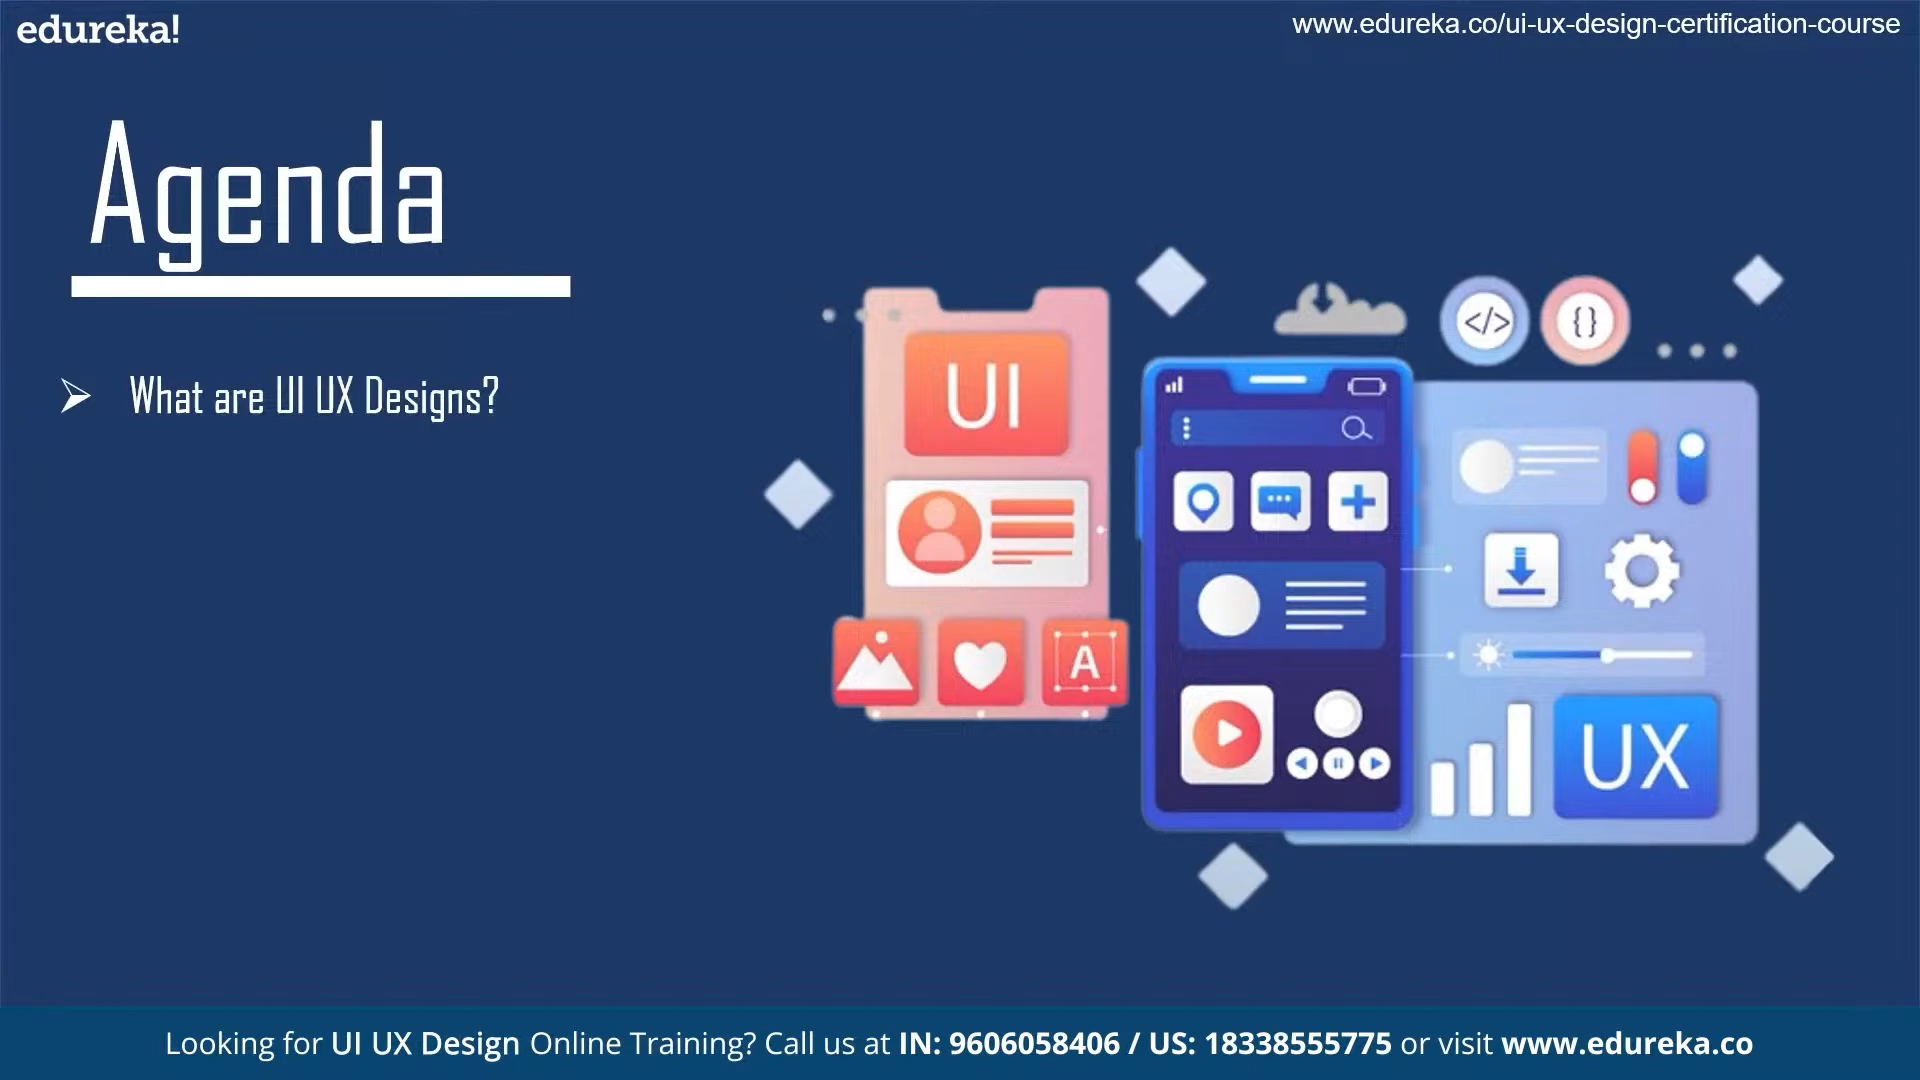 edureka!
www.edureka.co/ui-ux-design-certification-course
Agenda
What are UI UX Designs?
UI
A
</>
{}
UX
Looking for UI UX Design Online Training? Call us at IN: 9606058406 / US: 18338555775 or visit www.edureka.co